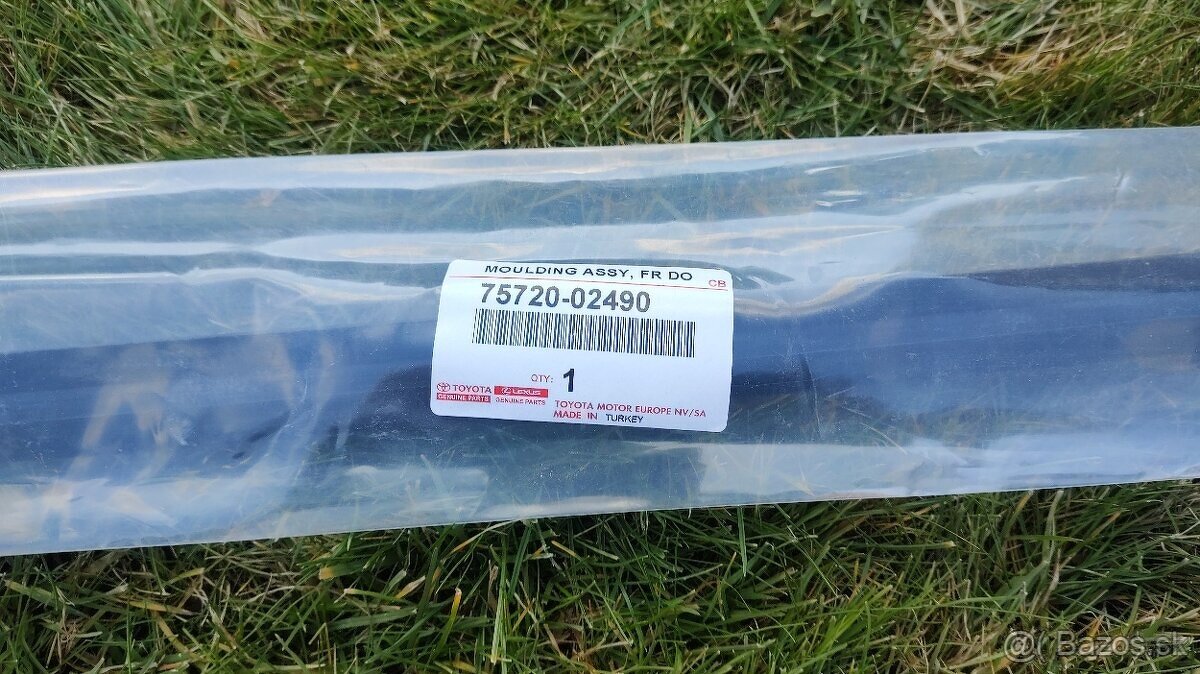 MOULDING ASSY, FR DO
CB
75720-02490
QTY: 1
TOYOTA
GENUINE PARTS
LEXUS
GENUINE PARTS
TOYOTA MOTOR EUROPE NV/SA
MADE IN TURKEY
@r Bazos.sk